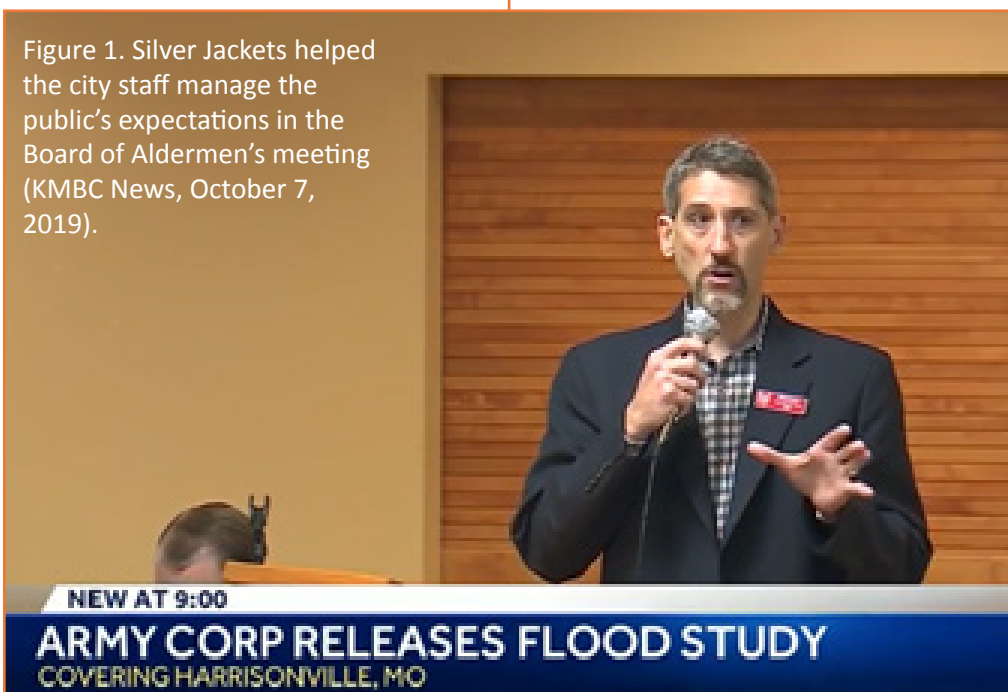 Figure 1. Silver Jackets helped
the city staff manage the
public’s expectations in the
Board of Aldermen’s meeting
(KMBC News, October 7,
2019).
NEW AT 9:00
ARMY CORP RELEASES FLOOD STUDY
COVERING HARRISONVILLE, MO